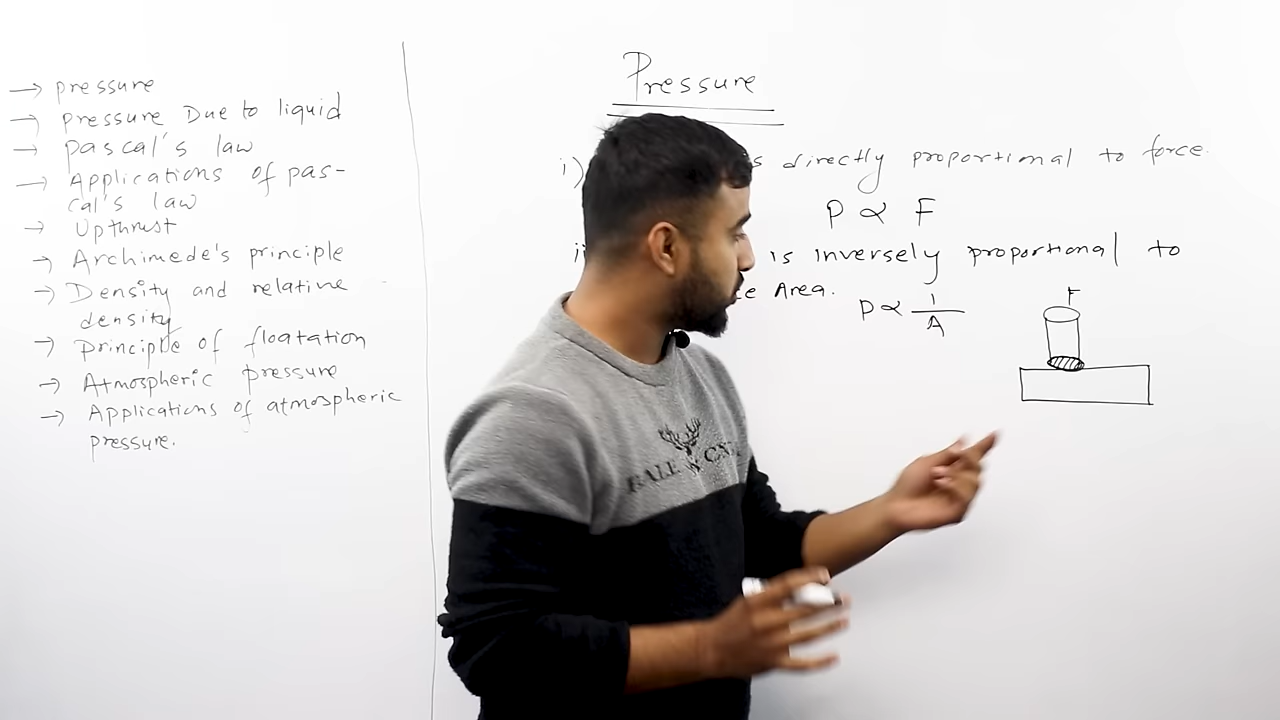 → pressure
→ pressure Due to liquid
→ pascal's law
→ Applications of pas-
cal's law
→ Upthrust
→ Archimede's principle
→ Density and relative
density
→ principle of floatation
→ Atmospheric pressure
→ Applications of atmospheric
pressure.
Pressure
i) directly proportional to force.
P ∝ F
is inversely proportional to
Area.
P ∝ 1/A
F